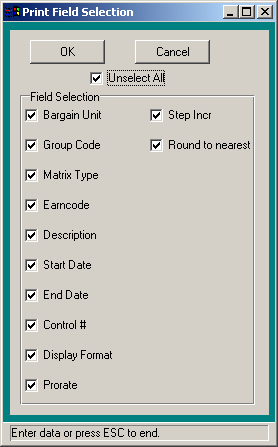 Print Field Selection
OK
Cancel
Unselect All
Field Selection
Bargain Unit
Step Incr
Group Code
Round to nearest
Matrix Type
Earncode
Description
Start Date
End Date
Control #
Display Format
Prorate
Enter data or press ESC to end.